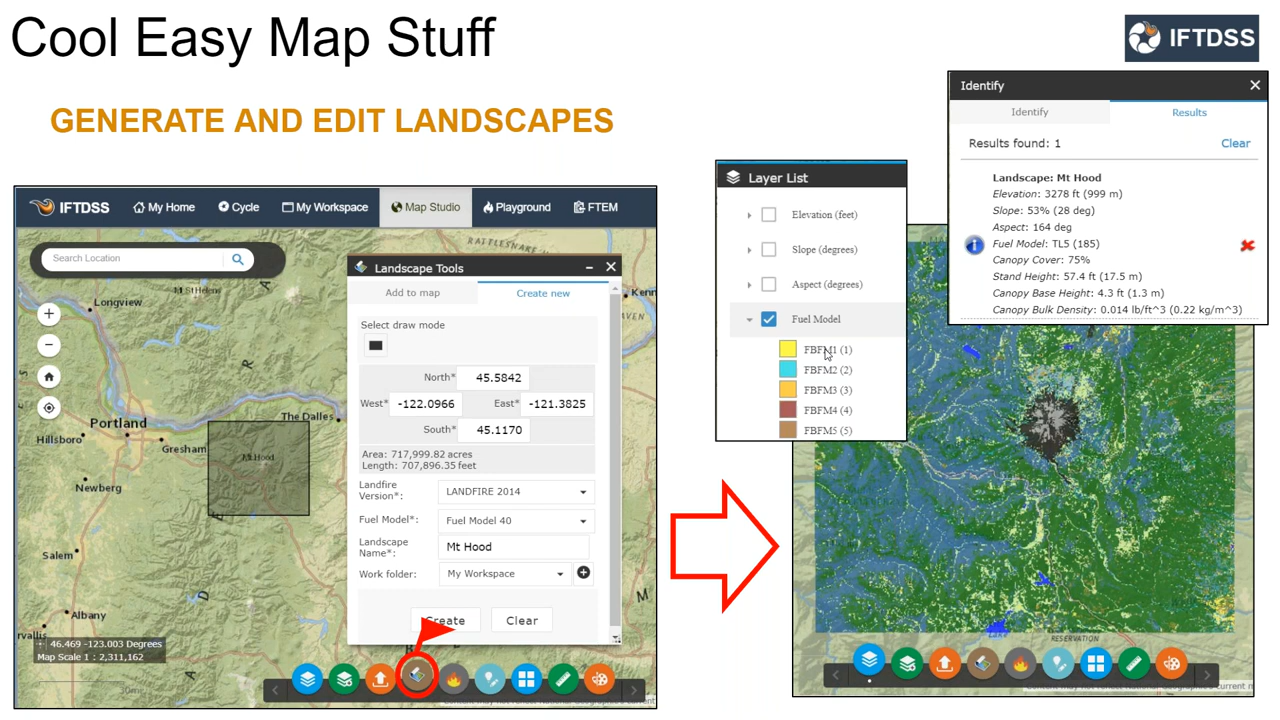 Cool Easy Map Stuff
IFTDSS
GENERATE AND EDIT LANDSCAPES
IFTDSS
My Home
Cycle
My Workspace
Map Studio
Playground
FTEM
Search Location
RATTLESNAKE
Longview
Portland
The Dalles
Hillsboro
Gresham
Mt Hood
Newberg
Salem
Albany
46.469 -123.003 Degrees
Map Scale 1 : 2,311,162
Landscape Tools
Add to map
Create new
Select draw mode
North* 45.5842
West* -122.0966 East* -121.3825
South* 45.1170
Area: 717,999.82 acres
Length: 707,896.35 feet
Landfire
Version*: LANDFIRE 2014
Fuel Model*: Fuel Model 40
Landscape
Name*: Mt Hood
Work folder: My Workspace
Create Clear
Layer List
Elevation (feet)
Slope (degrees)
Aspect (degrees)
Fuel Model
FBFM1 (1)
FBFM2 (2)
FBFM3 (3)
FBFM4 (4)
FBFM5 (5)
Identify
Identify Results
Results found: 1 Clear
Landscape: Mt Hood
Elevation: 3278 ft (999 m)
Slope: 53% (28 deg)
Aspect: 164 deg
Fuel Model: TL5 (185)
Canopy Cover: 75%
Stand Height: 57.4 ft (17.5 m)
Canopy Base Height: 4.3 ft (1.3 m)
Canopy Bulk Density: 0.014 lb/ft^3 (0.22 kg/m^3)
Lake
RESERVATION